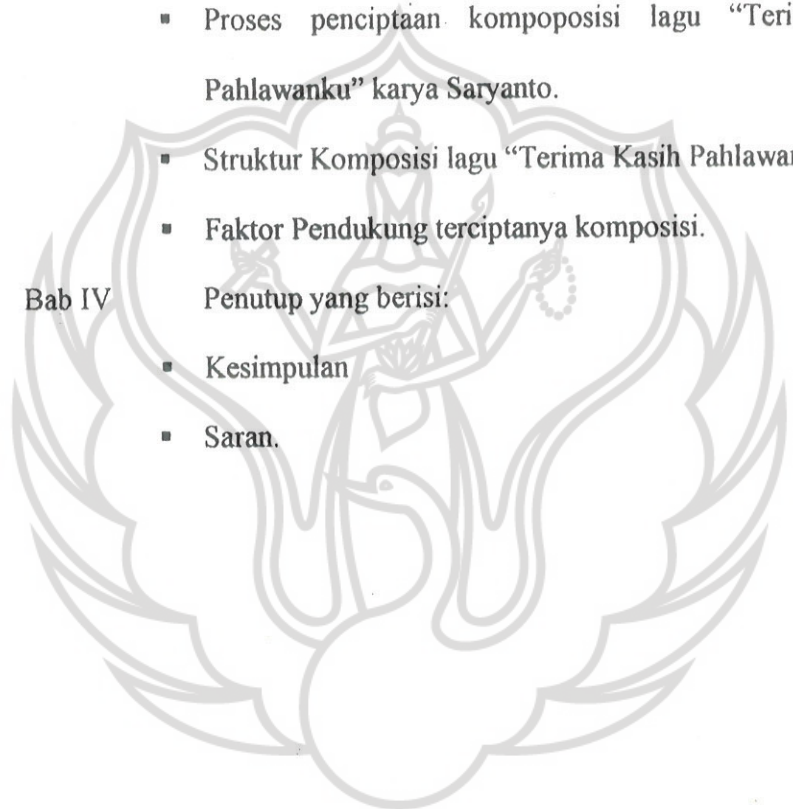 ▪ Proses penciptaan kompoposisi lagu “Teri
Pahlawanku” karya Saryanto.
▪ Struktur Komposisi lagu “Terima Kasih Pahlawan
▪ Faktor Pendukung terciptanya komposisi.
Bab IV Penutup yang berisi:
▪ Kesimpulan
▪ Saran.